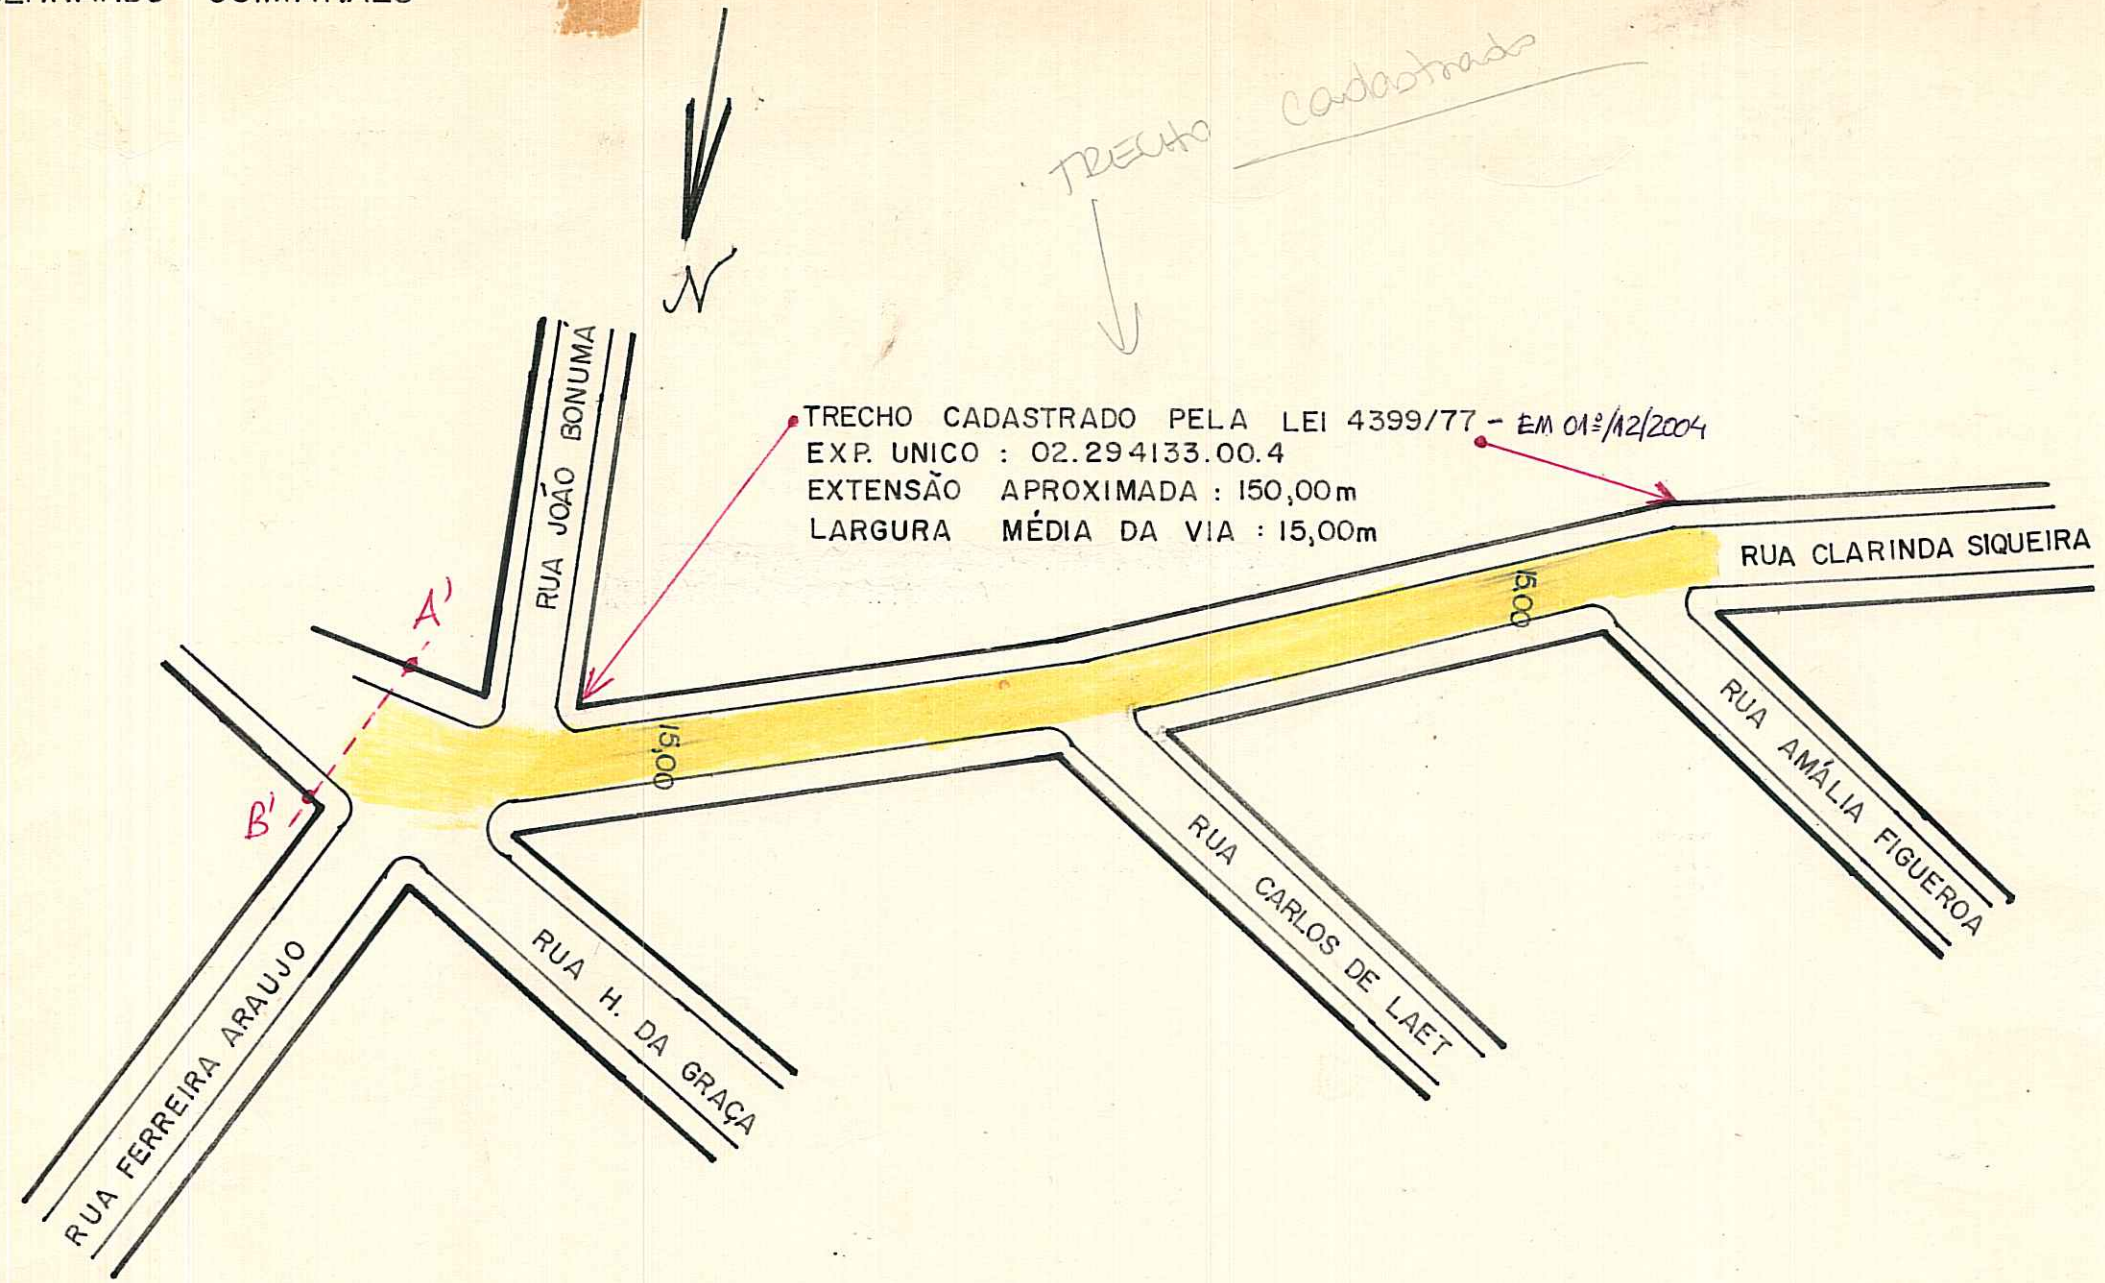 TRECHO Cadastrado
N
TRECHO CADASTRADO PELA LEI 4399/77 - EM 01º/12/2004
EXP. UNICO : 02.294133.00.4
EXTENSÃO APROXIMADA : 150,00m
LARGURA MÉDIA DA VIA : 15,00m
RUA JOÃO BONUMÁ
RUA CLARINDA SIQUEIRA
15,00
A'
15,00
B'
RUA AMÁLIA FIGUEROA
RUA CARLOS DE LAET
RUA H. DA GRAÇA
RUA FERREIRA ARAUJO